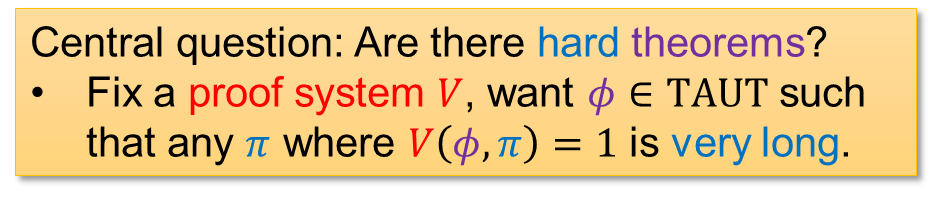 Central question: Are there hard theorems?
• Fix a proof system 𝑉, want 𝜙 ∈ TAUT such
that any 𝜋 where 𝑉(𝜙, 𝜋) = 1 is very long.